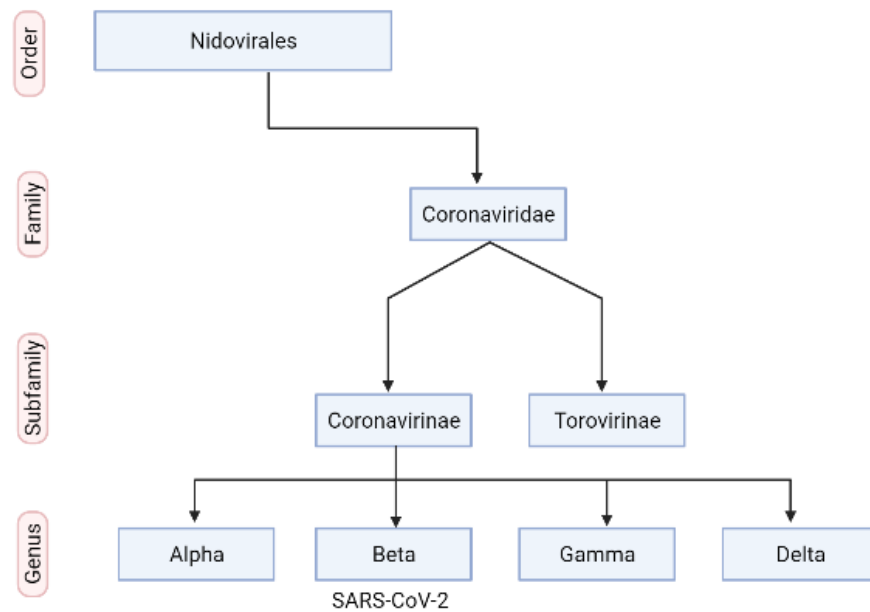 Order
Nidovirales
Family
Coronaviridae
Subfamily
Coronavirinae
Torovirinae
Genus
Alpha
Beta
Gamma
Delta
SARS-CoV-2